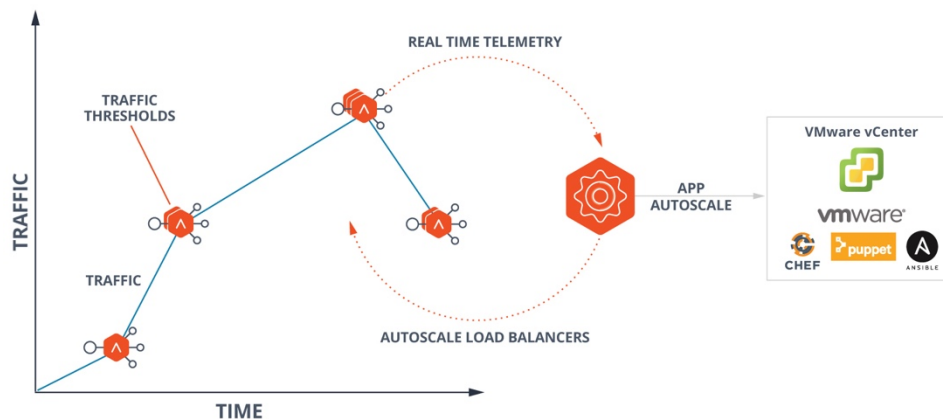 REAL TIME TELEMETRY
TRAFFIC
THRESHOLDS
VMware vCenter
APP
AUTOSCALE
vmware®
CHEF
puppet
ANSIBLE
TRAFFIC
TRAFFIC
AUTOSCALE LOAD BALANCERS
TIME